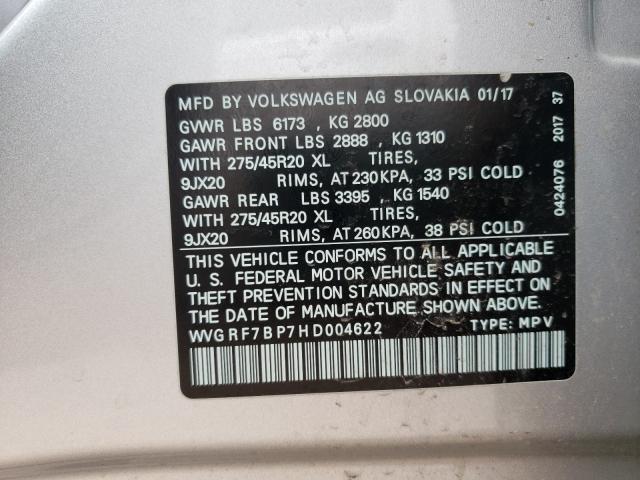 MFD BY VOLKSWAGEN AG SLOVAKIA 01/17
GVWR LBS 6173 , KG 2800
GAWR FRONT LBS 2888 , KG 1310
WITH 275/45R20 XL TIRES,
9JX20 RIMS, AT 230KPA, 33 PSI COLD
GAWR REAR LBS 3395 , KG 1540
WITH 275/45R20 XL TIRES,
9JX20 RIMS, AT 260KPA, 38 PSI COLD
THIS VEHICLE CONFORMS TO ALL APPLICABLE
U. S. FEDERAL MOTOR VEHICLE SAFETY AND
THEFT PREVENTION STANDARDS IN EFFECT ON
THE DATE OF MANUFACTURE SHOWN ABOVE.
WVGRF7BP7HD004622 TYPE: MPV
0424076 2017 37